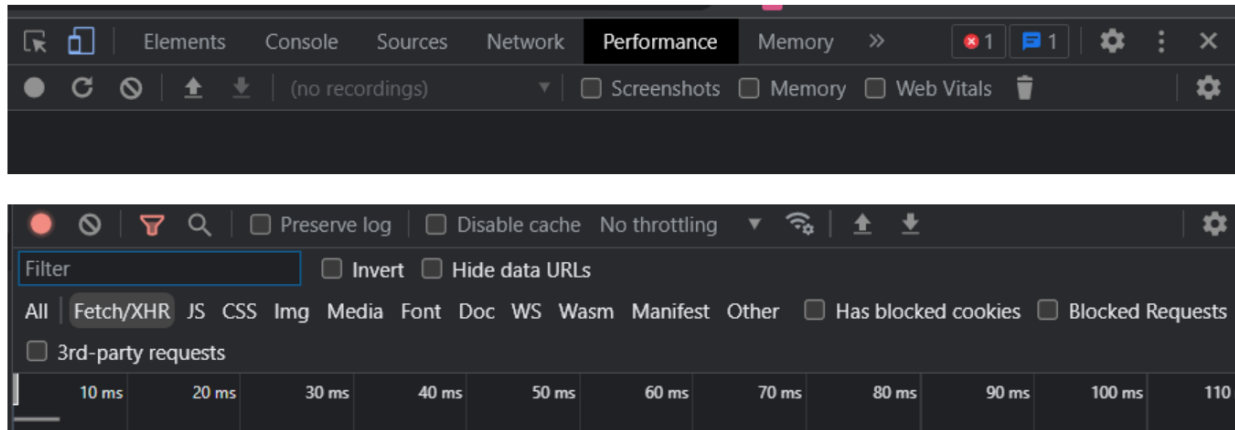 Elements Console Sources Network Performance Memory » 1 1
(no recordings) Screenshots Memory Web Vitals
Preserve log Disable cache No throttling
Filter Invert Hide data URLs
All Fetch/XHR JS CSS Img Media Font Doc WS Wasm Manifest Other Has blocked cookies Blocked Requests
3rd-party requests
10 ms 20 ms 30 ms 40 ms 50 ms 60 ms 70 ms 80 ms 90 ms 100 ms 110